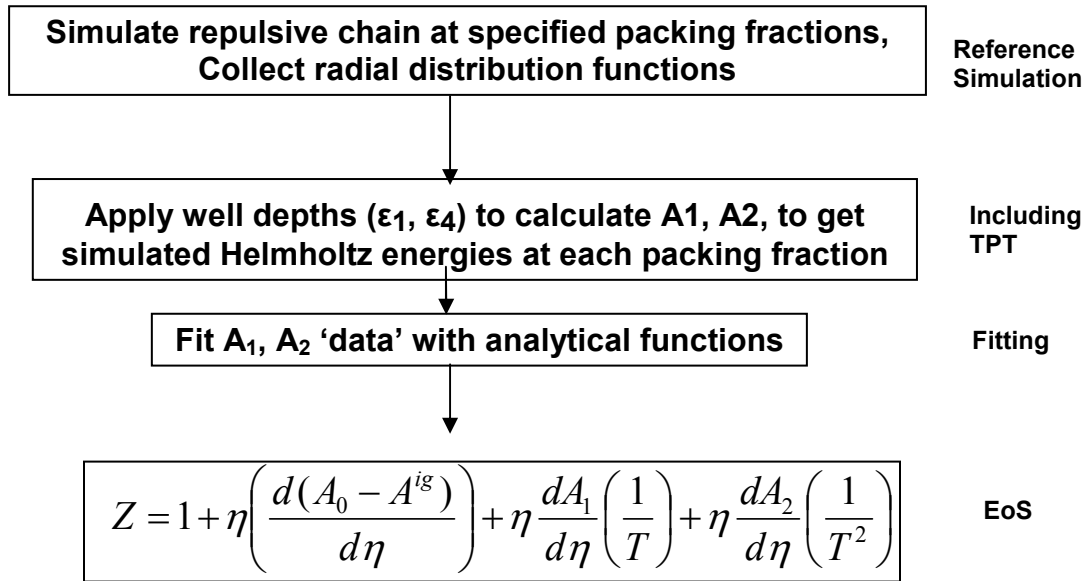 Simulate repulsive chain at specified packing fractions,
Collect radial distribution functions
Reference
Simulation
Apply well depths (ε₁, ε₄) to calculate A1, A2, to get
simulated Helmholtz energies at each packing fraction
Including
TPT
Fit A₁, A₂ ‘data’ with analytical functions
Fitting
Z = 1 + η(d(A₀ − A^{ig})/dη) + η dA₁/dη (1/T) + η dA₂/dη (1/T²)
EoS